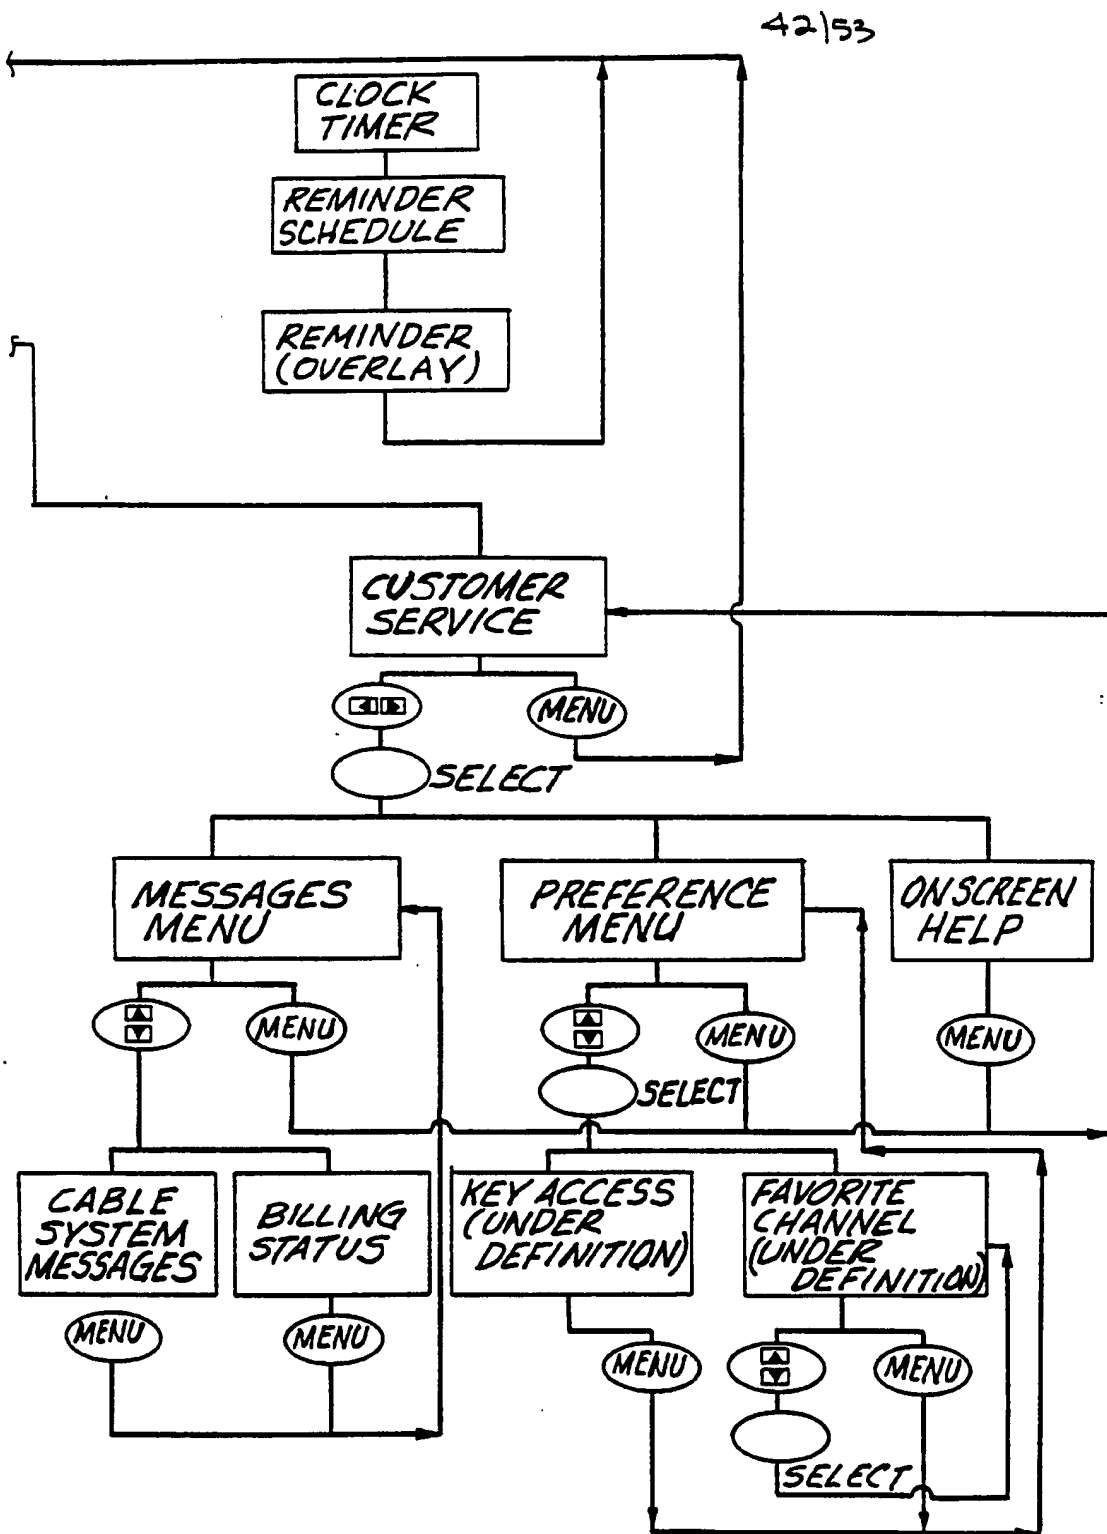 42/53
CLOCK
TIMER
REMINDER
SCHEDULE
REMINDER
(OVERLAY)
CUSTOMER
SERVICE
MENU
SELECT
MESSAGES
MENU
PREFERENCE
MENU
ON SCREEN
HELP
MENU
MENU
MENU
SELECT
CABLE
SYSTEM
MESSAGES
BILLING
STATUS
KEY ACCESS
(UNDER
DEFINITION)
FAVORITE
CHANNEL
(UNDER
DEFINITION)
MENU
MENU
MENU
MENU
SELECT